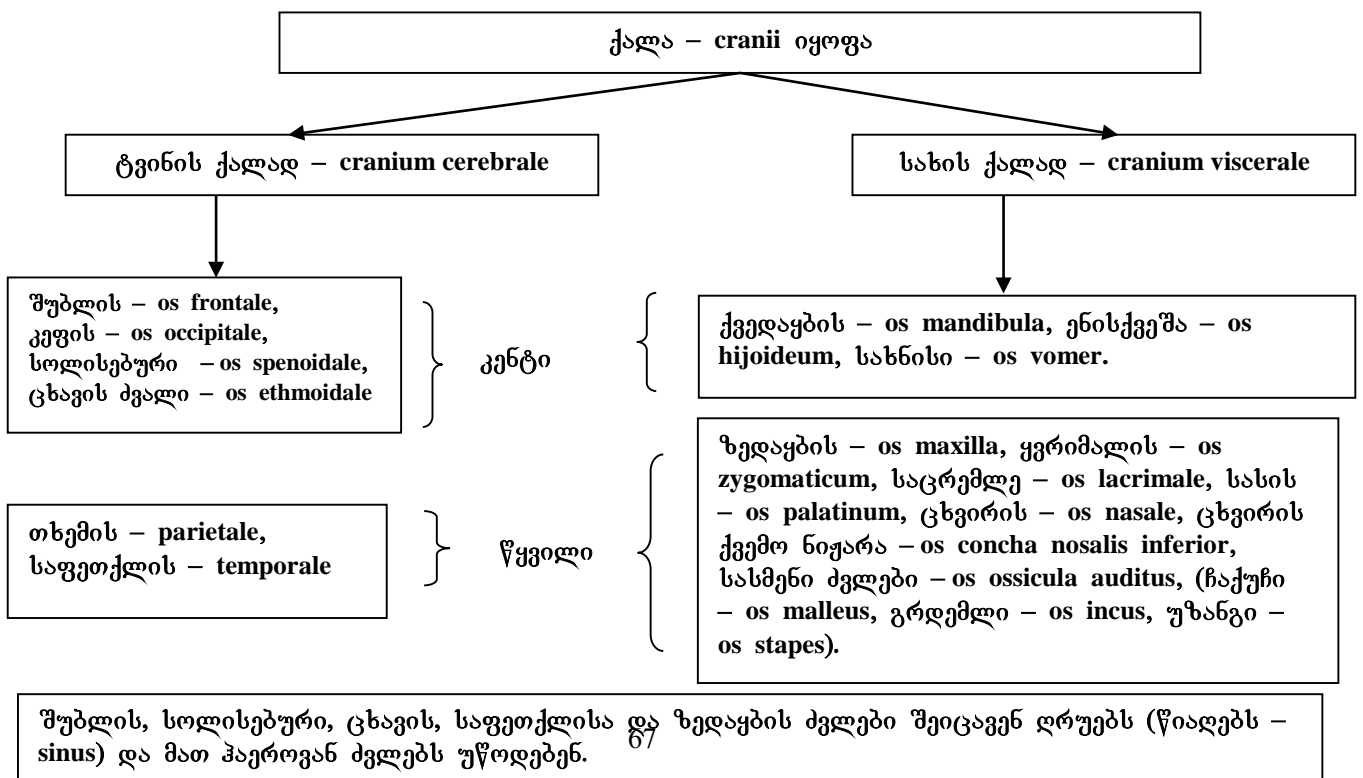 ქალა – cranii იყოფა
ტვინის ქალად – cranium cerebrale
სახის ქალად – cranium viscerale
შუბლის – os frontale,
კეფის – os occipitale,
სოლისებური – os spenoidale,
ცხავის ძვალი – os ethmoidale
კენტი
ქვედაყბის – os mandibula, ენისქვეშა – os
hijoideum, სახნისი – os vomer.
თხემის – parietale,
საფეთქლის – temporale
წყვილი
ზედაყბის – os maxilla, ყვრიმალის – os
zygomaticum, საცრემლე – os lacrimale, სასის
– os palatinum, ცხვირის – os nasale, ცხვირის
ქვემო ნიჟარა – os concha nosalis inferior,
სასმენი ძვლები – os ossicula auditus, (ჩაქუჩი
– os malleus, გრდემლი – os incus, უზანგი –
os stapes).
შუბლის, სოლისებური, ცხავის, საფეთქლისა და ზედაყბის ძვლები შეიცავენ ღრუებს (წიაღებს –
sinus) და მათ ჰაეროვან ძვლებს უწოდებენ.
67